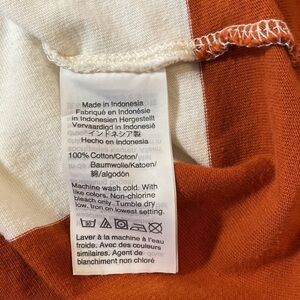 Made in Indonesia
Fabriqué en Indonésie
in Indonesien Hergestellt
Vervaardigd in Indonesië
インドネシア製
Hecho en Indonesia
100% Cotton/Coton/
Baumwolle/Katoen/
綿/algodón
Machine wash cold. With
like colors. Non-chlorine
bleach only. Tumble dry
low. Iron on lowest setting.
30
Laver à la machine à l'eau
froide. Avec des couleurs
similaires. Agent de
blanchiment non chloré